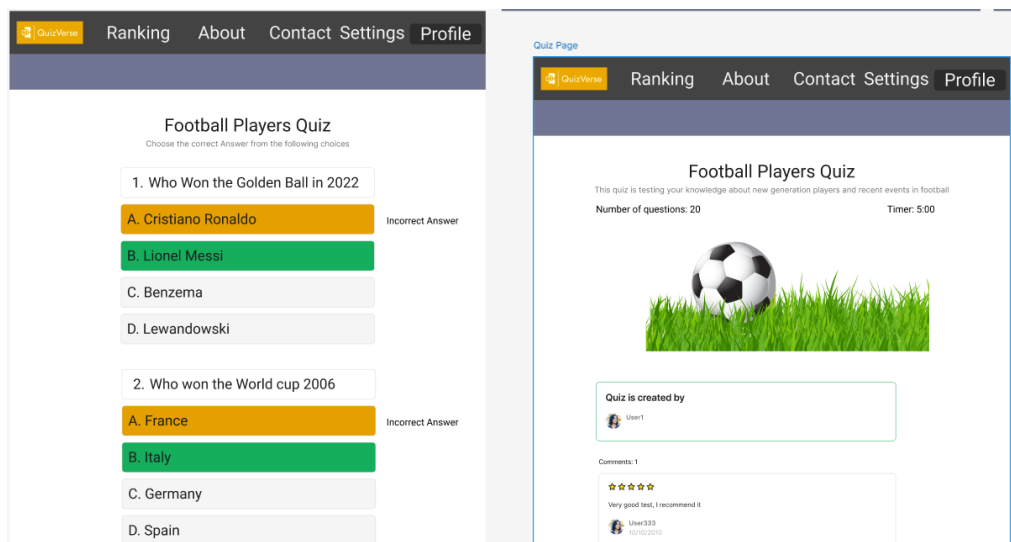 QuizVerse Ranking About Contact Settings Profile
Football Players Quiz
Choose the correct Answer from the following choices
1. Who Won the Golden Ball in 2022
A. Cristiano Ronaldo Incorrect Answer
B. Lionel Messi
C. Benzema
D. Lewandowski
2. Who won the World cup 2006
A. France Incorrect Answer
B. Italy
C. Germany
D. Spain
Quiz Page
QuizVerse Ranking About Contact Settings Profile
Football Players Quiz
This quiz is testing your knowledge about new generation players and recent events in football
Number of questions: 20 Timer: 5:00
Quiz is created by
User1
Comments: 1
Very good test, I recommend it
User333
10/10/2010